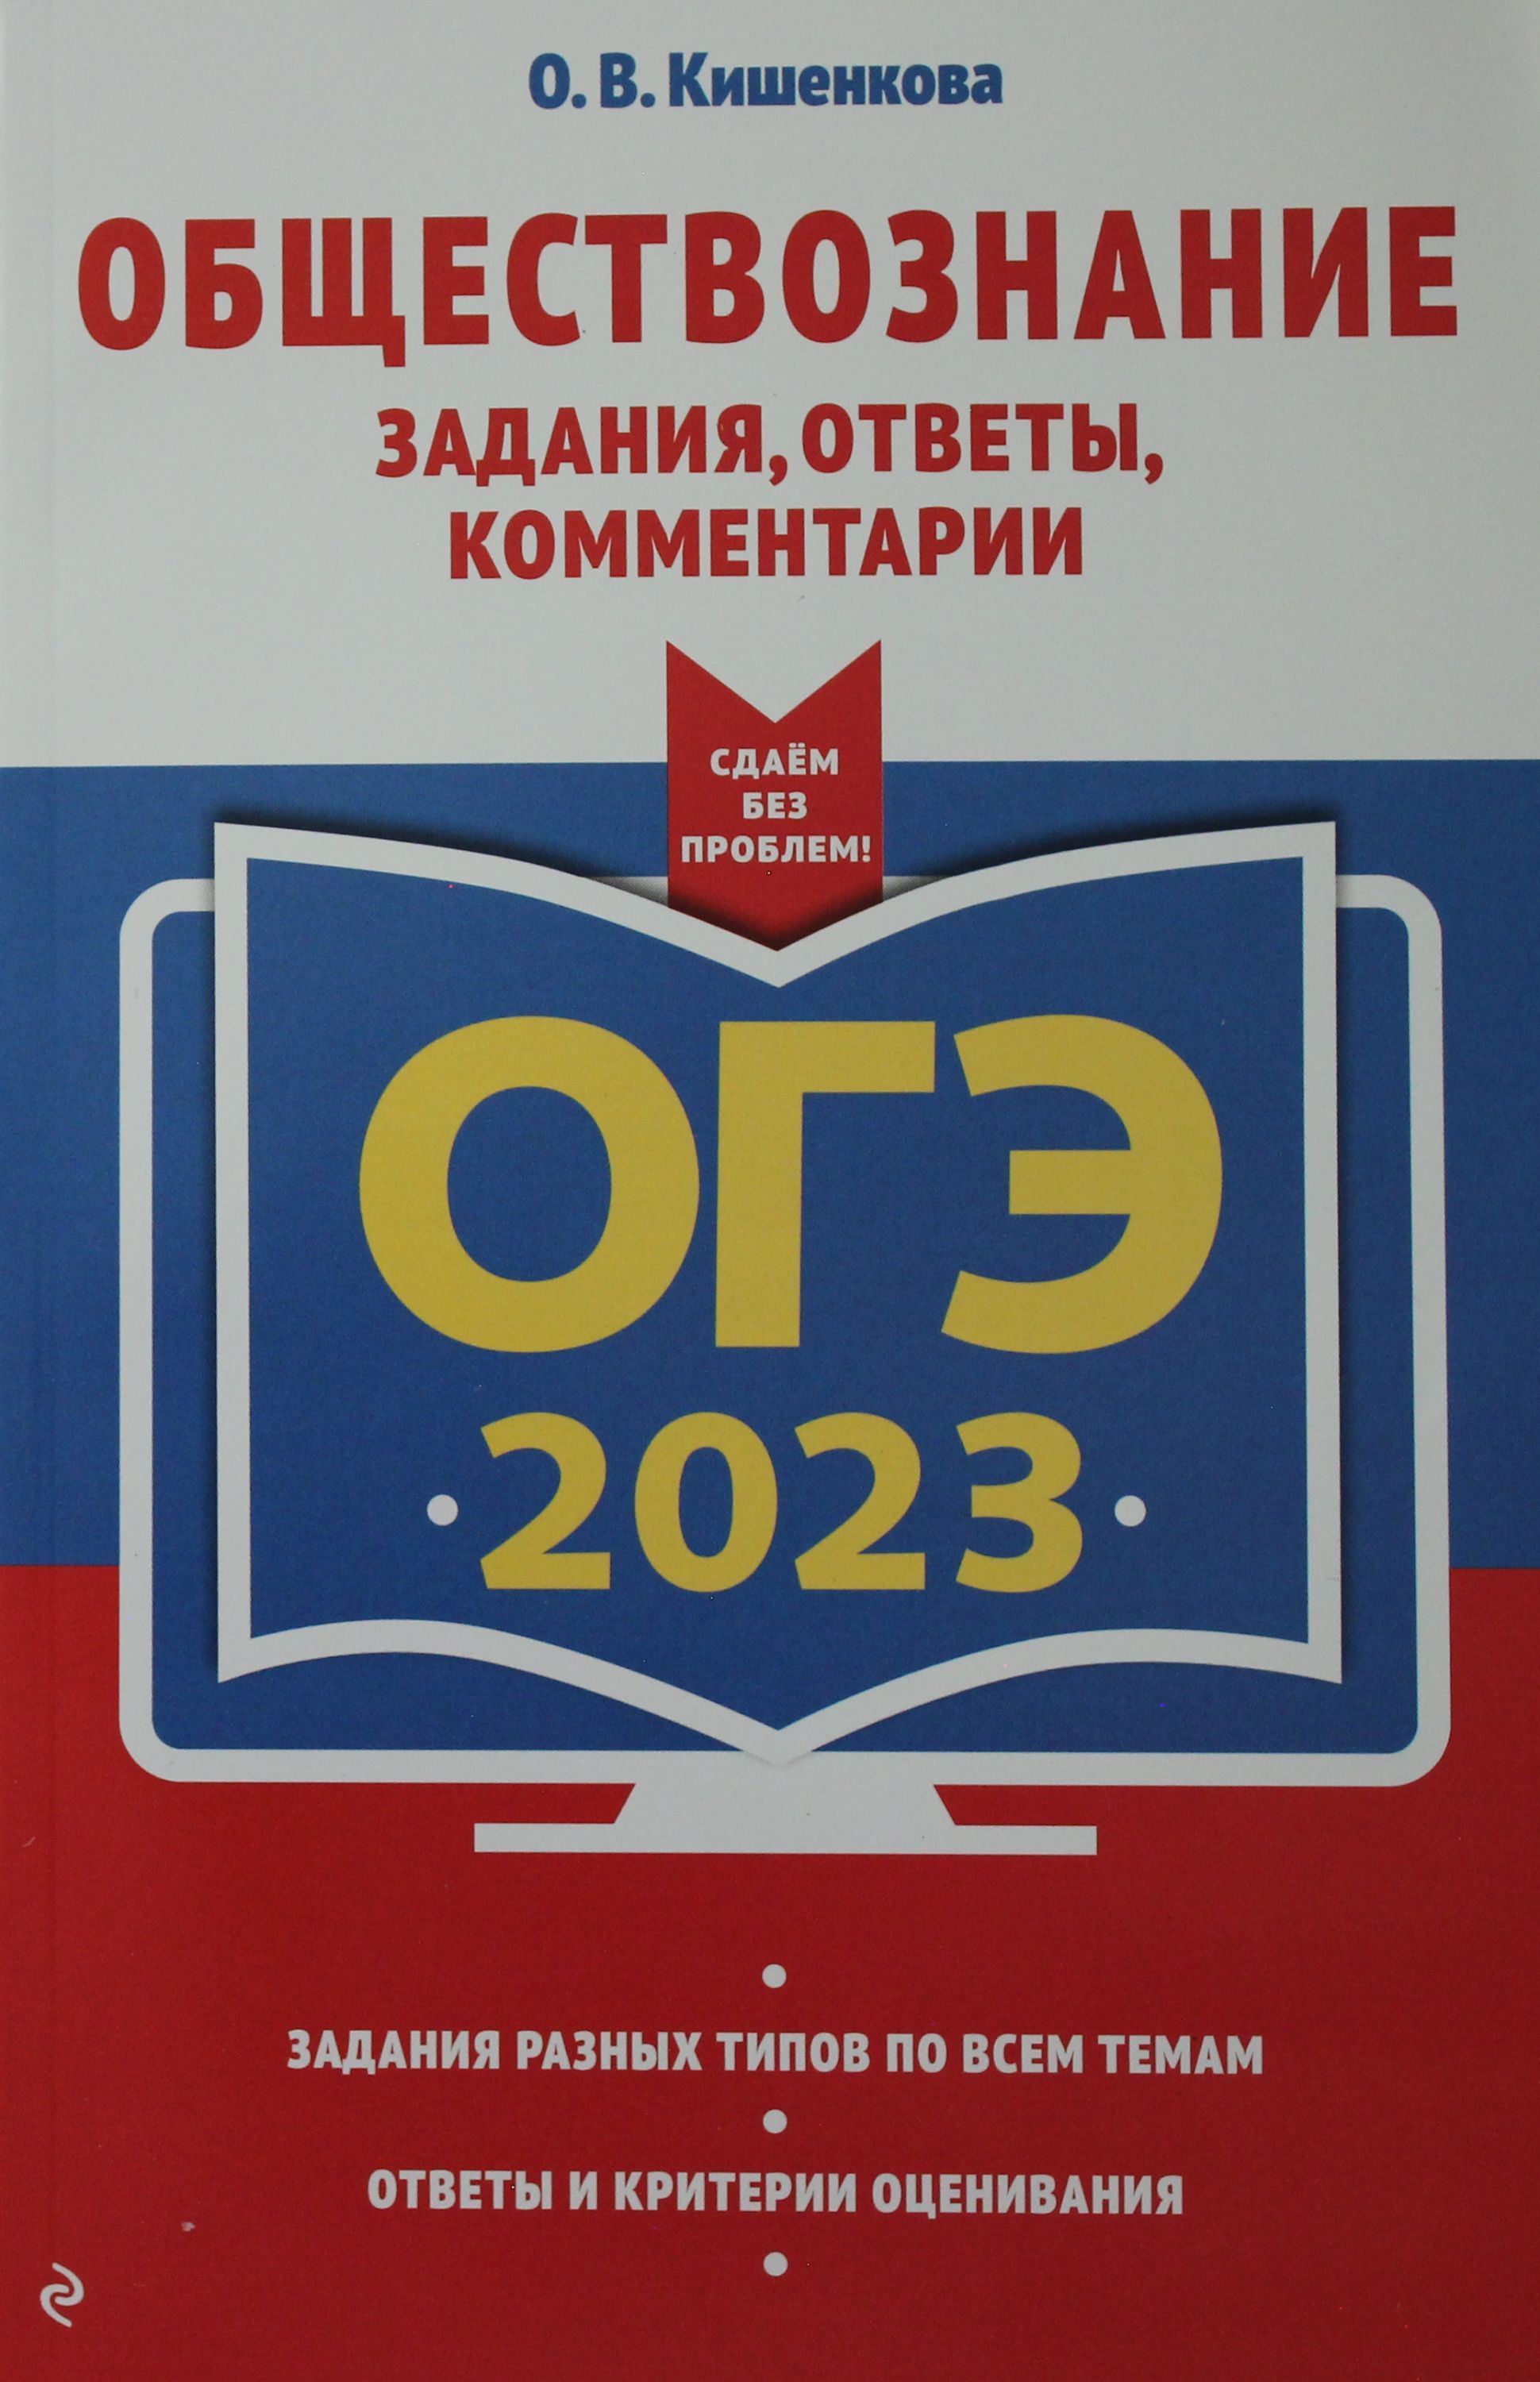 О. В. Кишенкова
ОБЩЕСТВОЗНАНИЕ
ЗАДАНИЯ, ОТВЕТЫ,
КОММЕНТАРИИ
СДАЁМ
БЕЗ
ПРОБЛЕМ!
ОГЭ
2023
ЗАДАНИЯ РАЗНЫХ ТИПОВ ПО ВСЕМ ТЕМАМ
ОТВЕТЫ И КРИТЕРИИ ОЦЕНИВАНИЯ